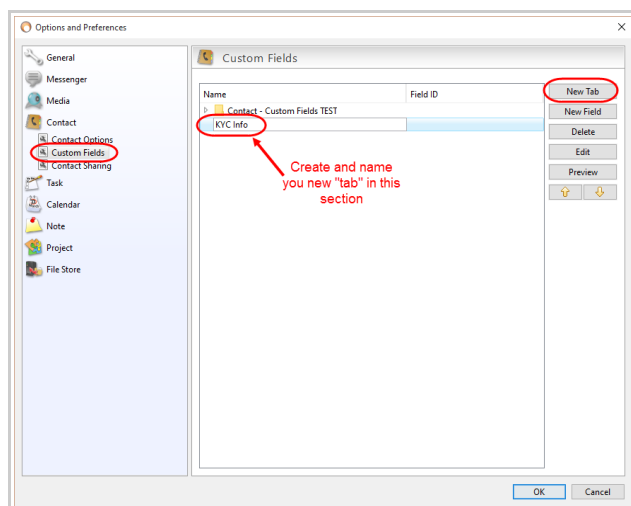 Options and Preferences
General
Messenger
Media
Contact
Contact Options
Custom Fields
Contact Sharing
Task
Calendar
Note
Project
File Store
Custom Fields
Name Field ID
Contact - Custom Fields TEST
KYC Info
Create and name
you new "tab" in this
section
New Tab
New Field
Delete
Edit
Preview
OK Cancel